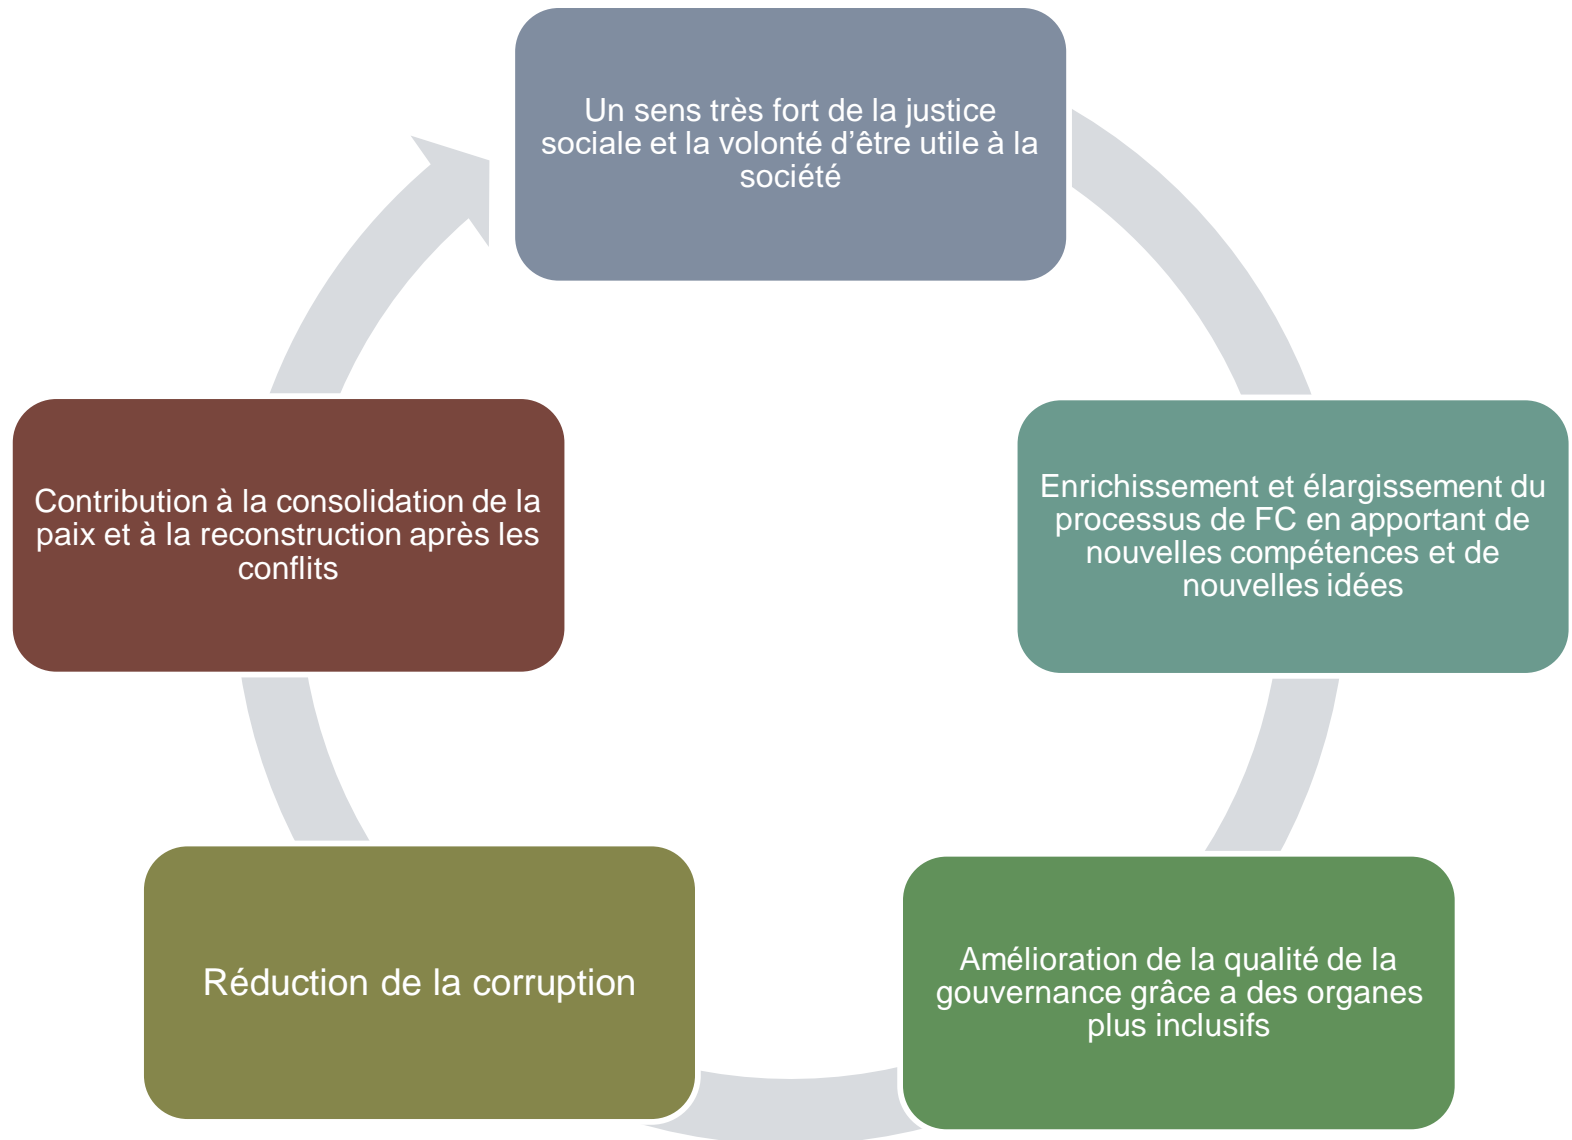 Un sens très fort de la justice
sociale et la volonté d’être utile à la
société
Enrichissement et élargissement du
processus de FC en apportant de
nouvelles compétences et de
nouvelles idées
Amélioration de la qualité de la
gouvernance grâce a des organes
plus inclusifs
Réduction de la corruption
Contribution à la consolidation de la
paix et à la reconstruction après les
conflits